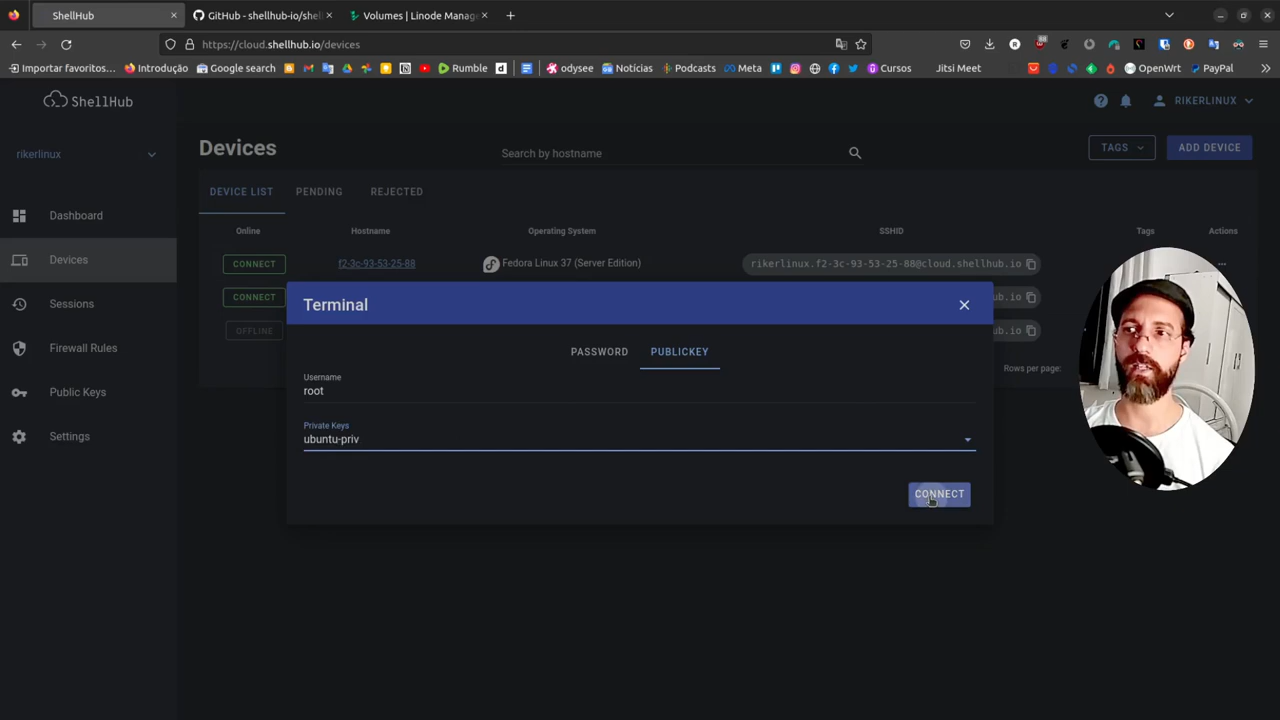 ShellHub
GitHub - shellhub-io/shell
Volumes | Linode Manag
https://cloud.shellhub.io/devices
Importar favoritos... Introdução Google search Rumble odysee Notícias Podcasts Meta Cursos Jitsi Meet OpenWrt PayPal
ShellHub
RIKERLINUX
rikerlinux
Devices
Search by hostname
TAGS
ADD DEVICE
DEVICE LIST PENDING REJECTED
Dashboard
Devices
Sessions
Firewall Rules
Public Keys
Settings
Online Hostname Operating System SSHID Tags Actions
CONNECT f2-3c-93-53-25-88 Fedora Linux 37 (Server Edition) rikerlinux.f2-3c-93-53-25-88@cloud.shellhub.io ...
CONNECT
OFFLINE
Rows per page:
Terminal
PASSWORD PUBLICKEY
Username
root
Private Keys
ubuntu-priv
CONNECT